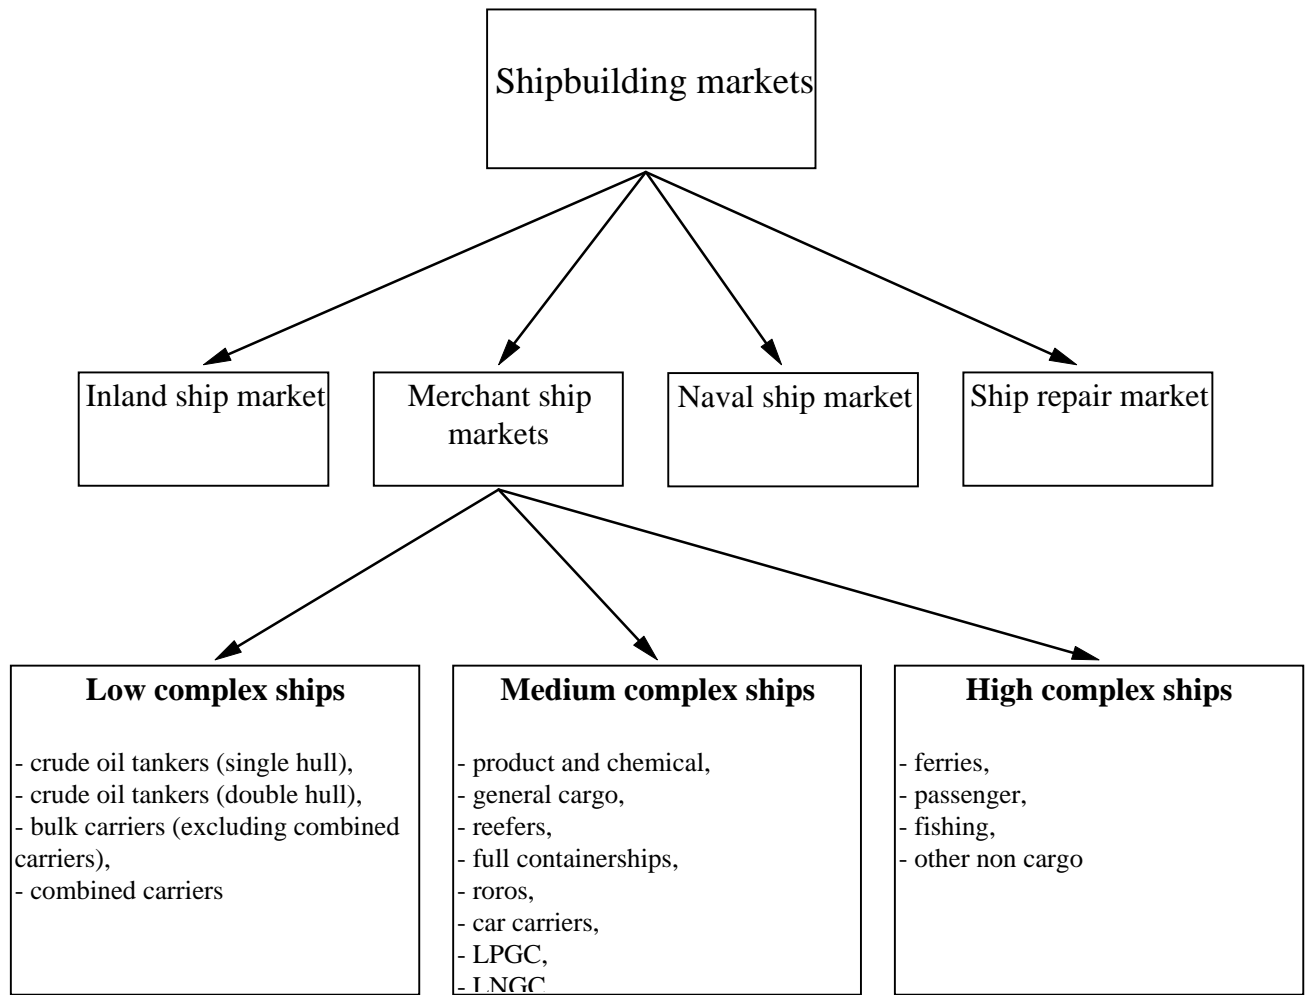 Shipbuilding markets
Inland ship market
Merchant ship
markets
Naval ship market
Ship repair market
Low complex ships
- crude oil tankers (single hull),
- crude oil tankers (double hull),
- bulk carriers (excluding combined
carriers),
- combined carriers
Medium complex ships
- product and chemical,
- general cargo,
- reefers,
- full containerships,
- roros,
- car carriers,
- LPGC,
- LNGC
High complex ships
- ferries,
- passenger,
- fishing,
- other non cargo